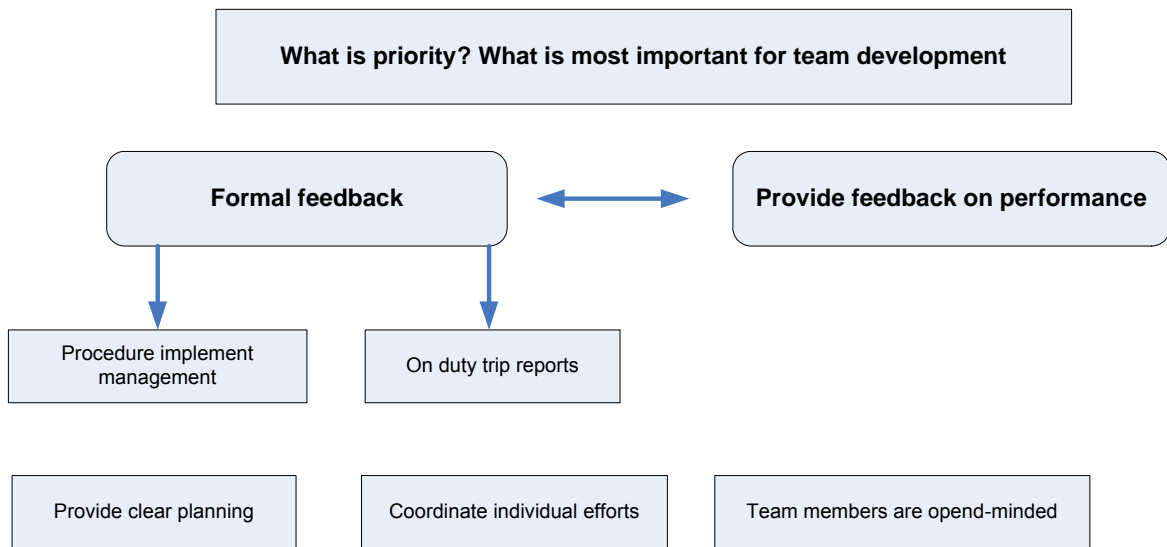 What is priority? What is most important for team development
Formal feedback
Provide feedback on performance
Procedure implement
management
On duty trip reports
Provide clear planning
Coordinate individual efforts
Team members are opend-minded